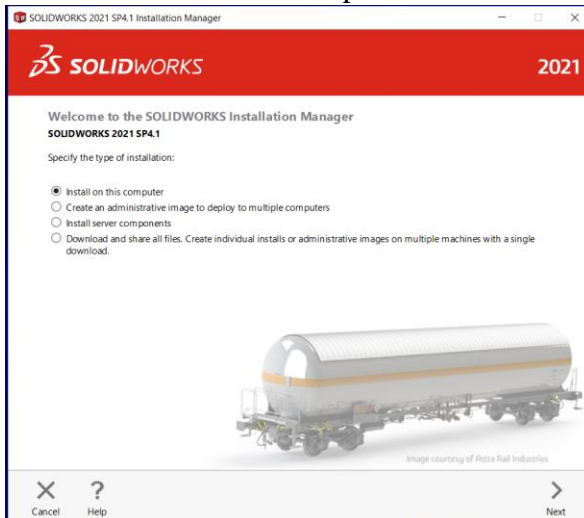 SOLIDWORKS 2021 SP4.1 Installation Manager
SOLIDWORKS
2021
Welcome to the SOLIDWORKS Installation Manager
SOLIDWORKS 2021 SP4.1
Specify the type of installation:
Install on this computer
Create an administrative image to deploy to multiple computers
Install server components
Download and share all files. Create individual installs or administrative images on multiple machines with a single
download.
Image courtesy of Astra Rail Industries
Cancel
Help
Next